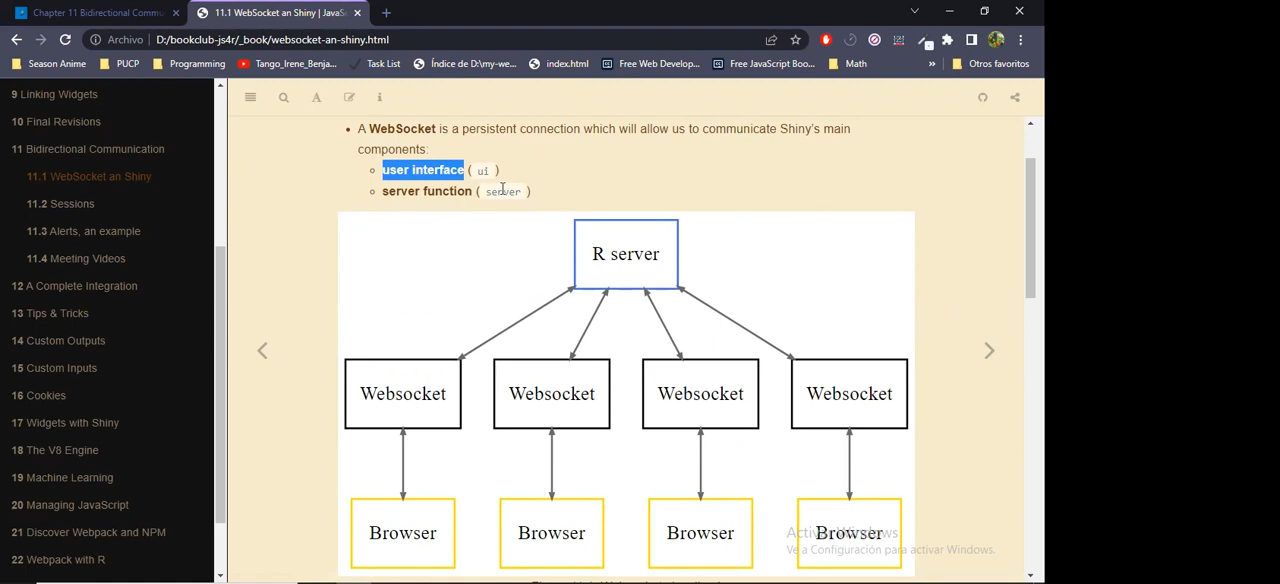 Chapter 11 Bidirectional Commu
11.1 WebSocket an Shiny | JavaS
Archivo D:/bookclub-js4r/_book/websocket-an-shiny.html
Season Anime PUCP Programming Tango_Irene_Benja... Task List Índice de D:\my-we... index.html Free Web Develop... Free JavaScript Boo... Math » Otros favoritos
9 Linking Widgets
10 Final Revisions
11 Bidirectional Communication
11.1 WebSocket an Shiny
11.2 Sessions
11.3 Alerts, an example
11.4 Meeting Videos
12 A Complete Integration
13 Tips & Tricks
14 Custom Outputs
15 Custom Inputs
16 Cookies
17 Widgets with Shiny
18 The V8 Engine
19 Machine Learning
20 Managing JavaScript
21 Discover Webpack and NPM
22 Webpack with R
• A WebSocket is a persistent connection which will allow us to communicate Shiny's main
components:
user interface ( ui )
server function ( server )
R server
Websocket Websocket Websocket Websocket
Browser Browser Browser Browser
Activar Windows
Ve a Configuración para activar Windows.